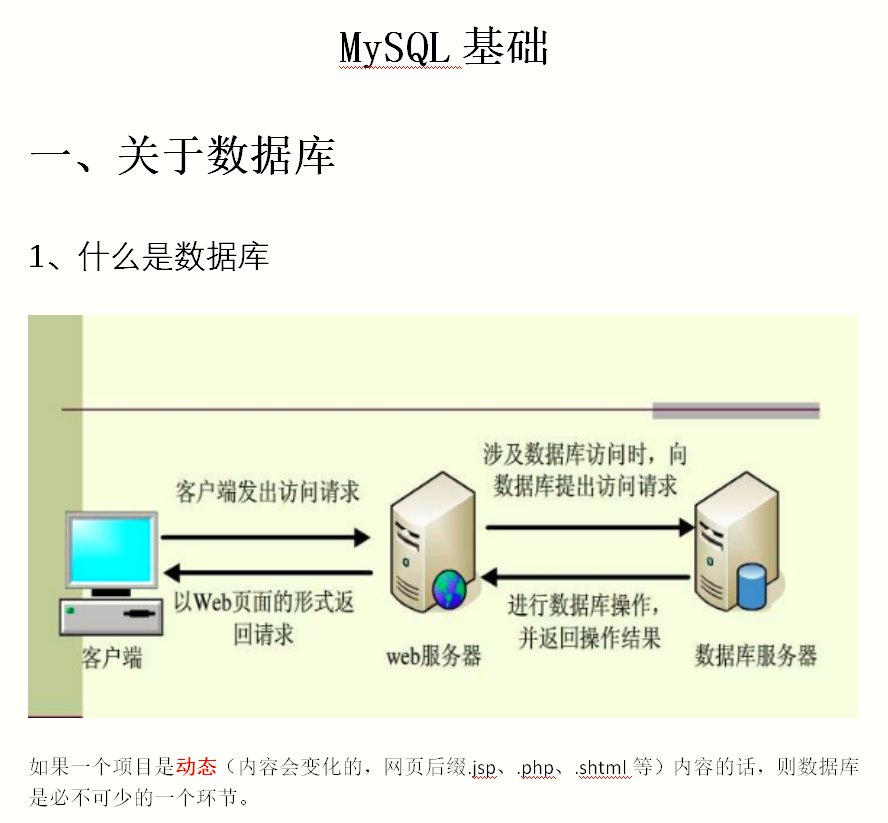 MySQL 基础
一、关于数据库
1、什么是数据库
客户端发出访问请求
以Web页面的形式返
回请求
客户端
web服务器
涉及数据库访问时，向
数据库提出访问请求
进行数据库操作，
并返回操作结果
数据库服务器
如果一个项目是动态（内容会变化的，网页后缀.jsp、.php、.shtml 等）内容的话，则数据库
是必不可少的一个环节。